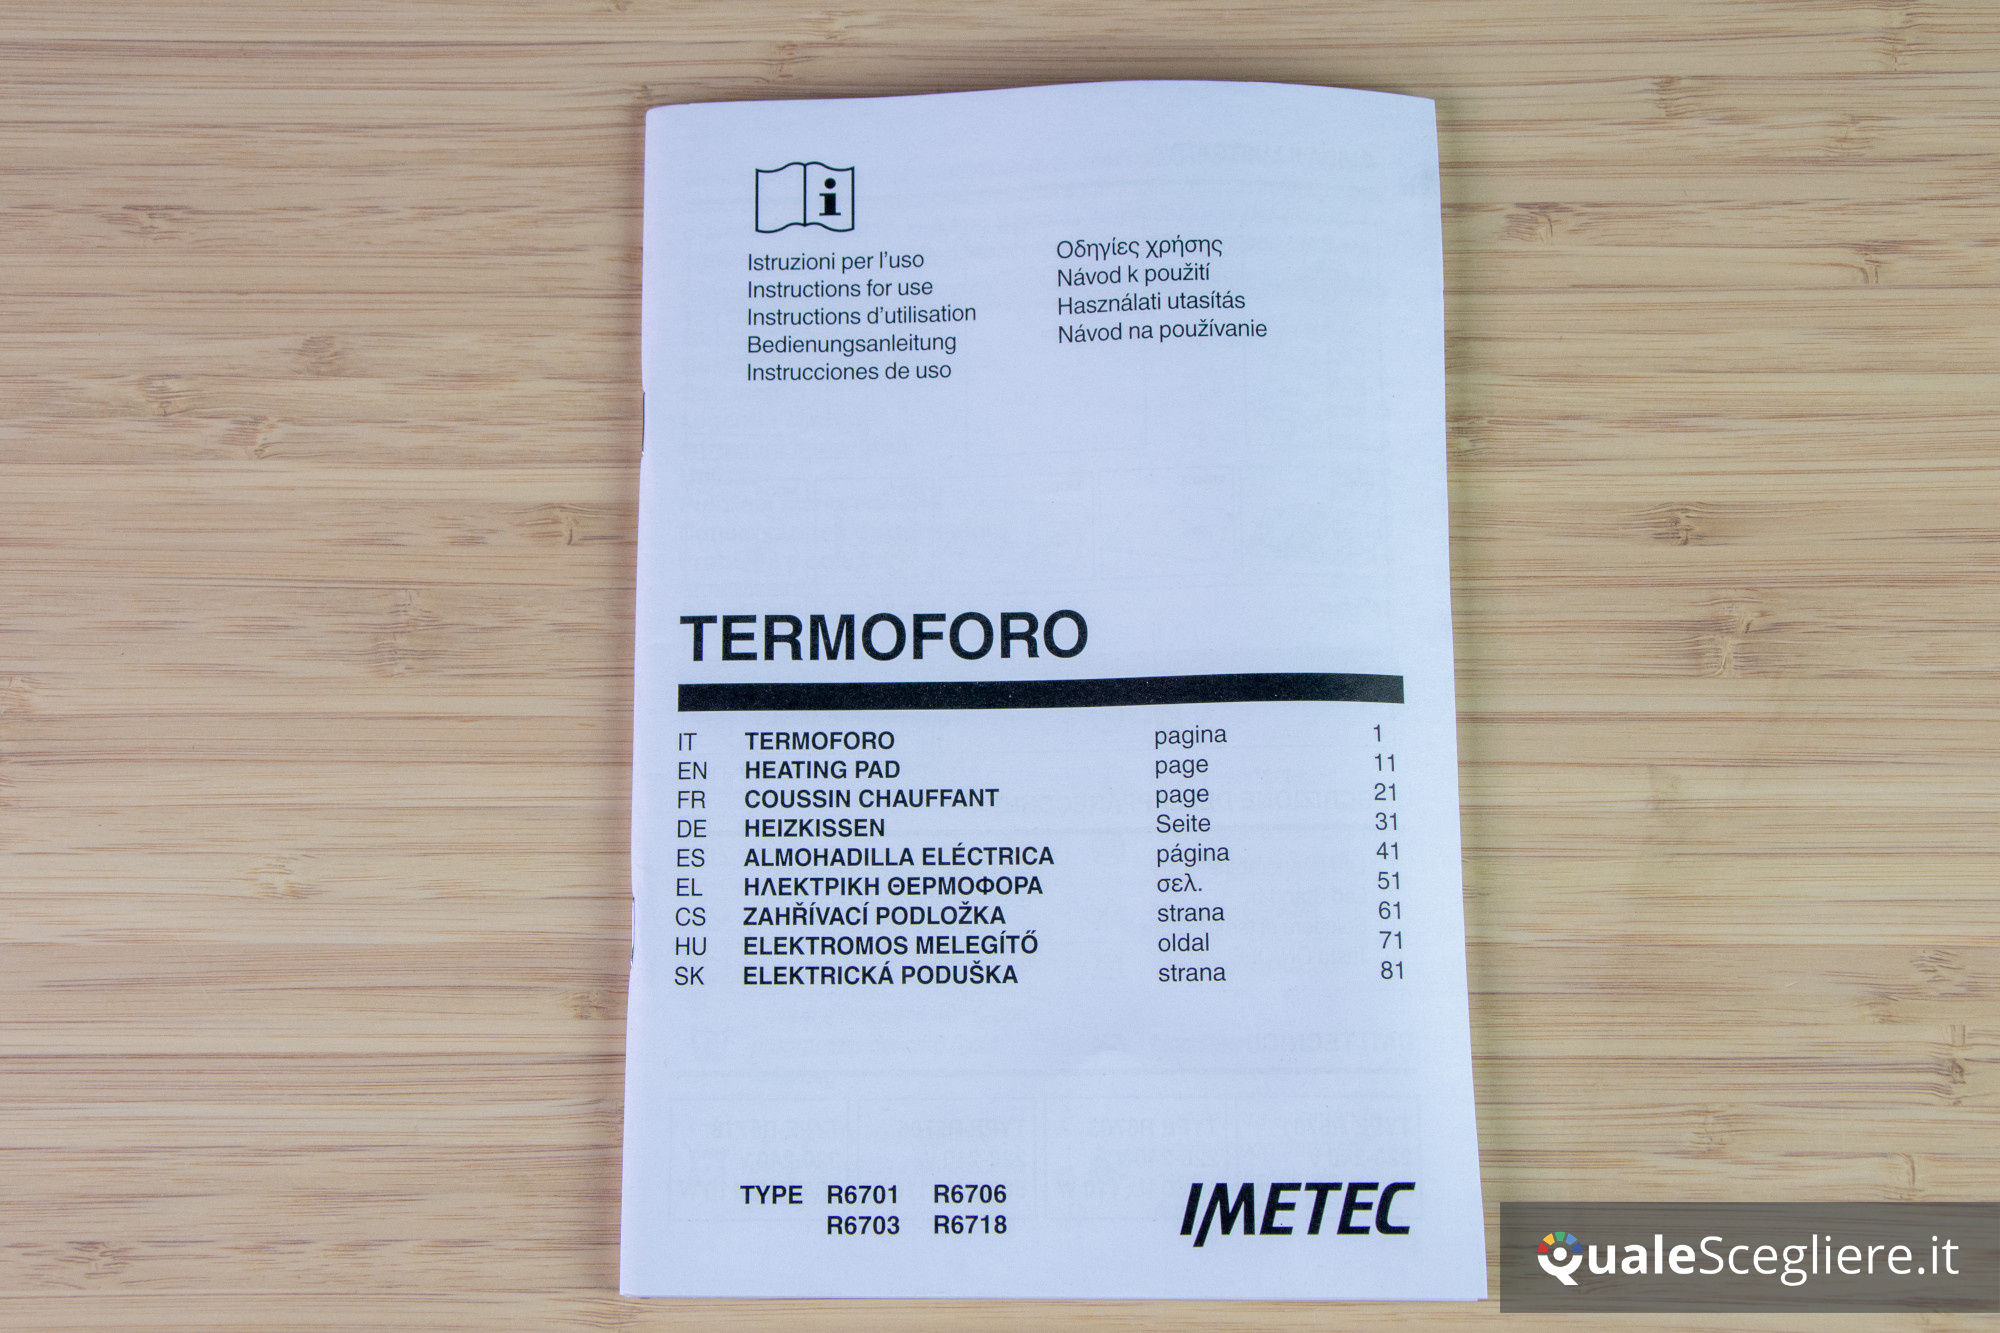 i
Istruzioni per l'uso
Instructions for use
Instructions d'utilisation
Bedienungsanleitung
Instrucciones de uso
Οδηγίες χρήσης
Návod k použití
Használati utasítás
Návod na používanie
TERMOFORO
IT TERMOFORO pagina 1
EN HEATING PAD page 11
FR COUSSIN CHAUFFANT page 21
DE HEIZKISSEN Seite 31
ES ALMOHADILLA ELÉCTRICA página 41
EL ΗΛΕΚΤΡΙΚΗ ΘΕΡΜΟΦΟΡΑ σελ. 51
CS ZAHŘÍVACÍ PODLOŽKA strana 61
HU ELEKTROMOS MELEGÍTŐ oldal 71
SK ELEKTRICKÁ PODUŠKA strana 81
TYPE R6701 R6706
R6703 R6718
IMETEC
QualeScegliere.it